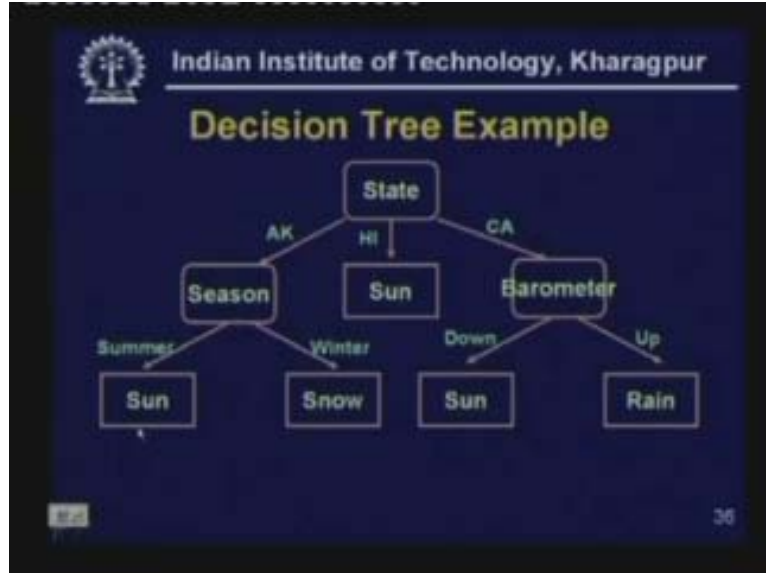 Indian Institute of Technology, Kharagpur
Decision Tree Example
State
AK HI CA
Season Sun Barometer
Summer Winter Down Up
Sun Snow Sun Rain
36